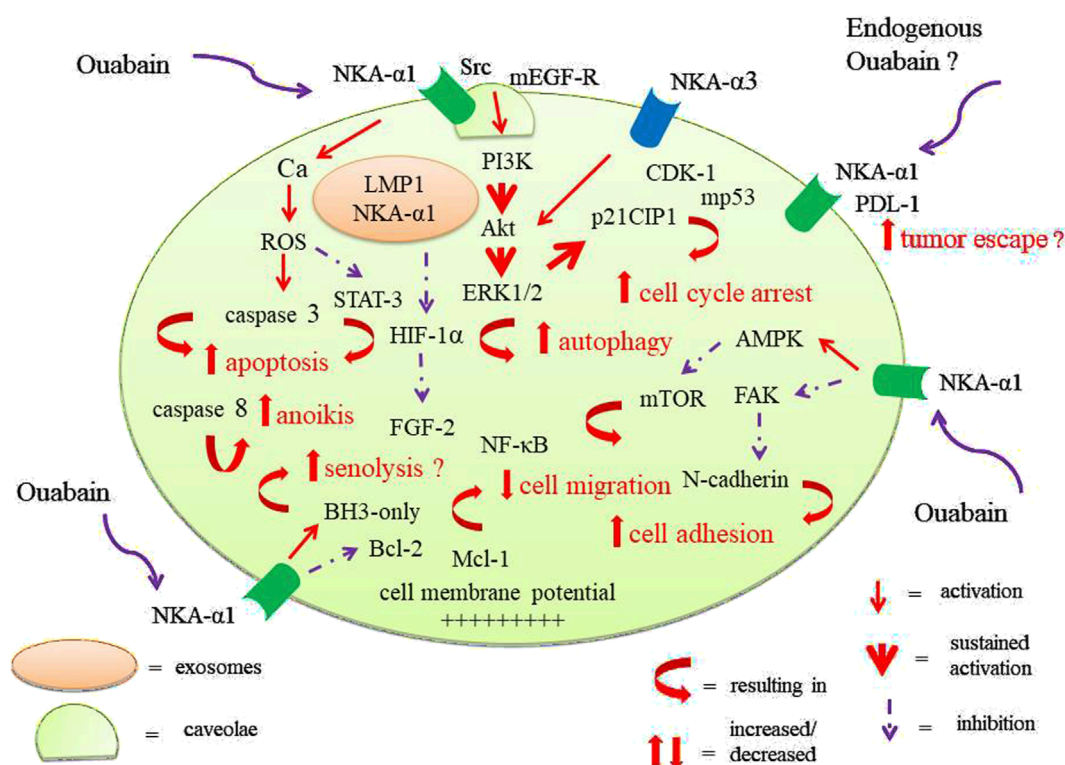 Endogenous
Ouabain ?
Ouabain
NKA-α1
Src
mEGF-R
NKA-α3
Ca
LMP1
NKA-α1
PI3K
CDK-1
mp53
NKA-α1
PDL-1
tumor escape ?
ROS
Akt
p21CIP1
STAT-3
ERK1/2
cell cycle arrest
caspase 3
HIF-1α
autophagy
AMPK
apoptosis
NKA-α1
caspase 8
anoikis
mTOR
FAK
FGF-2
NF-κB
senolysis ?
cell migration
N-cadherin
Ouabain
BH3-only
Ouabain
cell adhesion
Bcl-2
Mcl-1
cell membrane potential
+++++++++
NKA-α1
= activation
= exosomes
= sustained
activation
= resulting in
= caveolae
= inhibition
= increased/
decreased